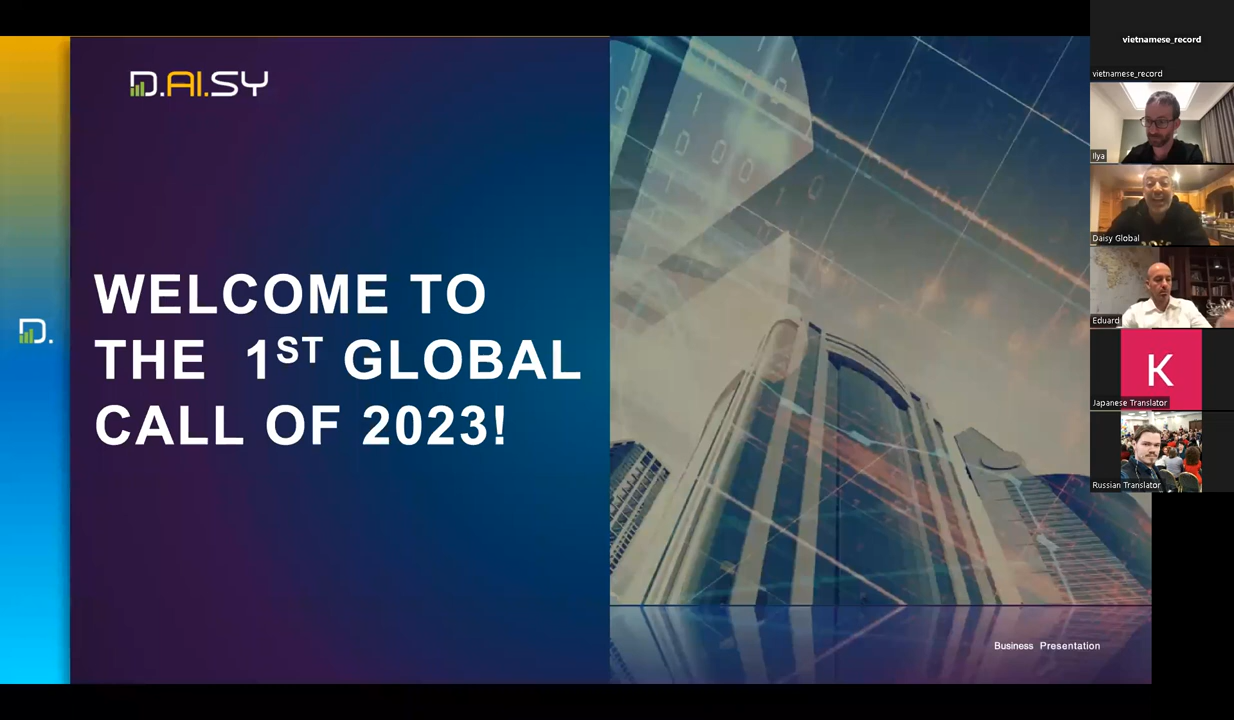 D.AI.SY
WELCOME TO
THE 1ST GLOBAL
CALL OF 2023!
D.
Business Presentation
vietnamese_record
vietnamese_record
Ilya
Daisy Global
Eduard
K
Japanese Translator
Russian Translator